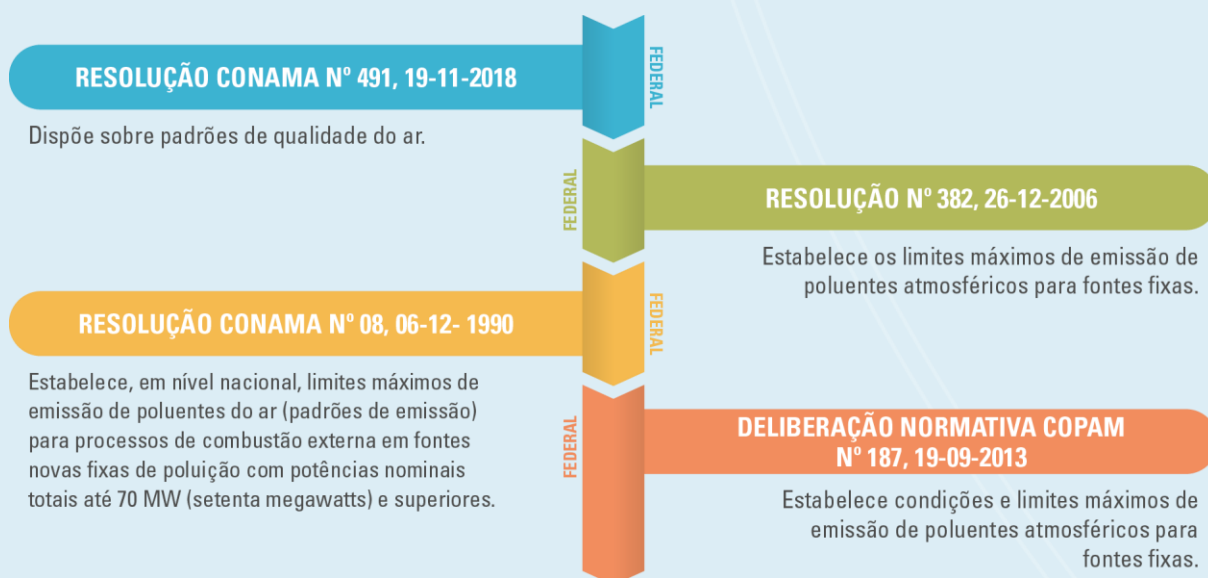 RESOLUÇÃO CONAMA Nº 491, 19-11-2018
FEDERAL
Dispõe sobre padrões de qualidade do ar.
FEDERAL
RESOLUÇÃO Nº 382, 26-12-2006
Estabelece os limites máximos de emissão de
poluentes atmosféricos para fontes fixas.
RESOLUÇÃO CONAMA Nº 08, 06-12- 1990
FEDERAL
Estabelece, em nível nacional, limites máximos de
emissão de poluentes do ar (padrões de emissão)
para processos de combustão externa em fontes
novas fixas de poluição com potências nominais
totais até 70 MW (setenta megawatts) e superiores.
FEDERAL
DELIBERAÇÃO NORMATIVA COPAM
Nº 187, 19-09-2013
Estabelece condições e limites máximos de
emissão de poluentes atmosféricos para
fontes fixas.